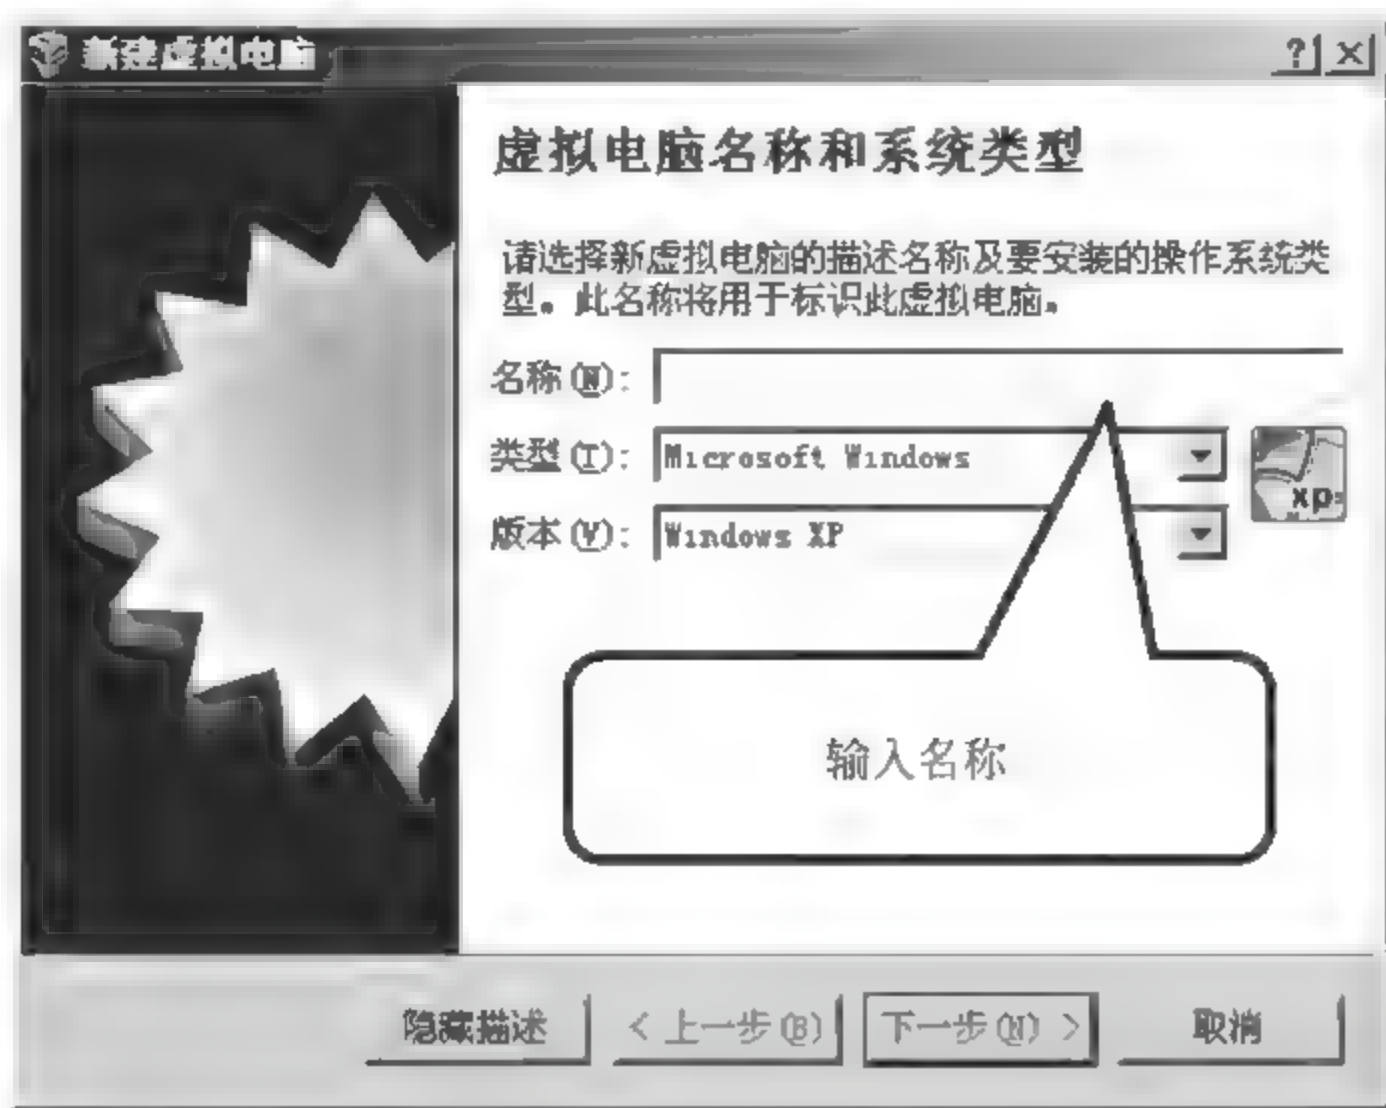 新建虚拟电脑
虚拟电脑名称和系统类型
请选择新虚拟电脑的描述名称及要安装的操作系统类
型。此名称将用于标识此虚拟电脑。
名称(N):
类型(T): Microsoft Windows
xp
版本(V): Windows XP
输入名称
隐藏描述 < 上一步(B) 下一步(N) > 取消